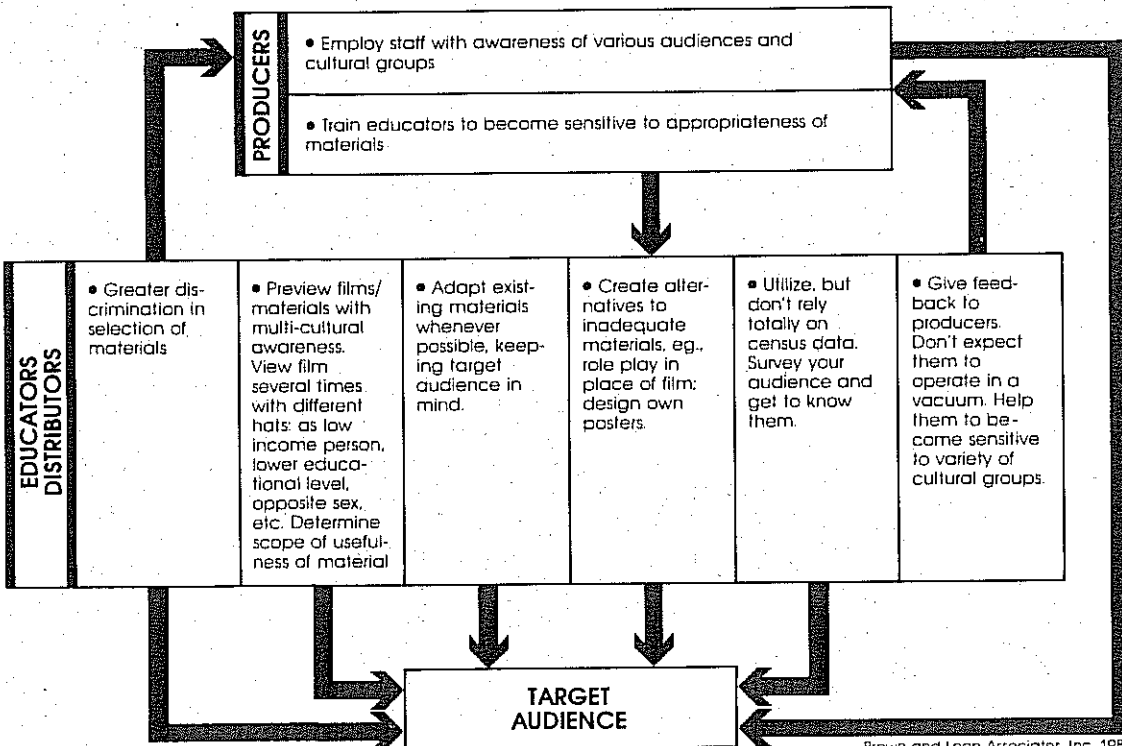 PRODUCERS
• Employ staff with awareness of various audiences and
cultural groups
• Train educators to become sensitive to appropriateness of
materials
EDUCATORS
DISTRIBUTORS
• Greater dis-
crimination in
selection of
materials
• Preview films/
materials with
multi-cultural
awareness.
View film
several times
with different
hats: as low
income person,
lower educa-
tional level,
opposite sex,
etc. Determine
scope of useful-
ness of material
• Adapt exist-
ing materials
whenever
possible, keep-
ing target
audience in
mind.
• Create alter-
natives to
inadequate
materials, eg.,
role play in
place of film;
design own
posters.
• Utilize, but
don't rely
totally on
census data.
Survey your
audience and
get to know
them.
• Give feed-
back to
producers.
Don't expect
them to
operate in a
vacuum. Help
them to be-
come sensitive
to variety of
cultural groups.
TARGET
AUDIENCE
and Associates, Inc.